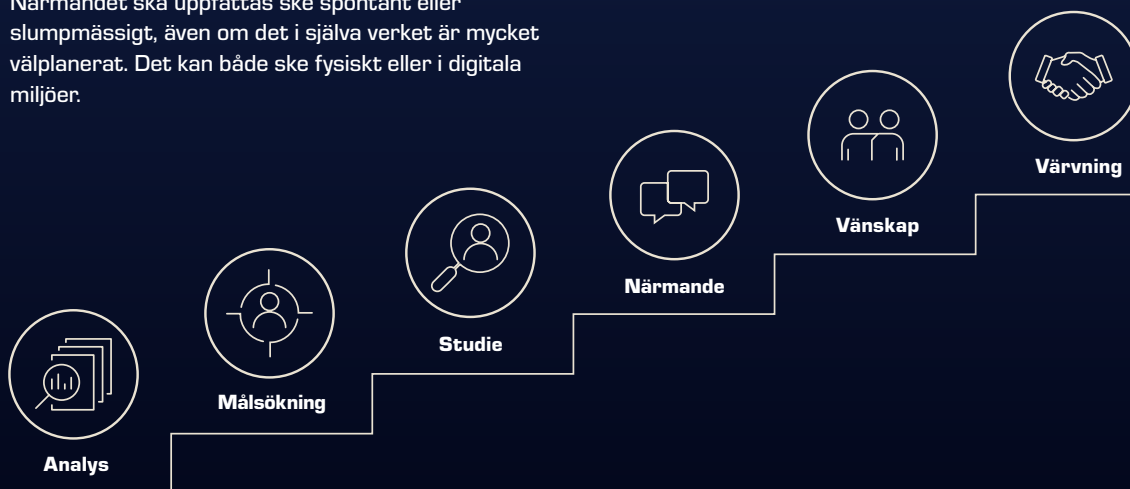 Närmandet ska uppfattas ske spontant eller
slumpmässigt, även om det i själva verket är mycket
välplanerat. Det kan både ske fysiskt eller i digitala
miljöer.
Värvning
Vänskap
Närmande
Studie
Målsökning
Analys